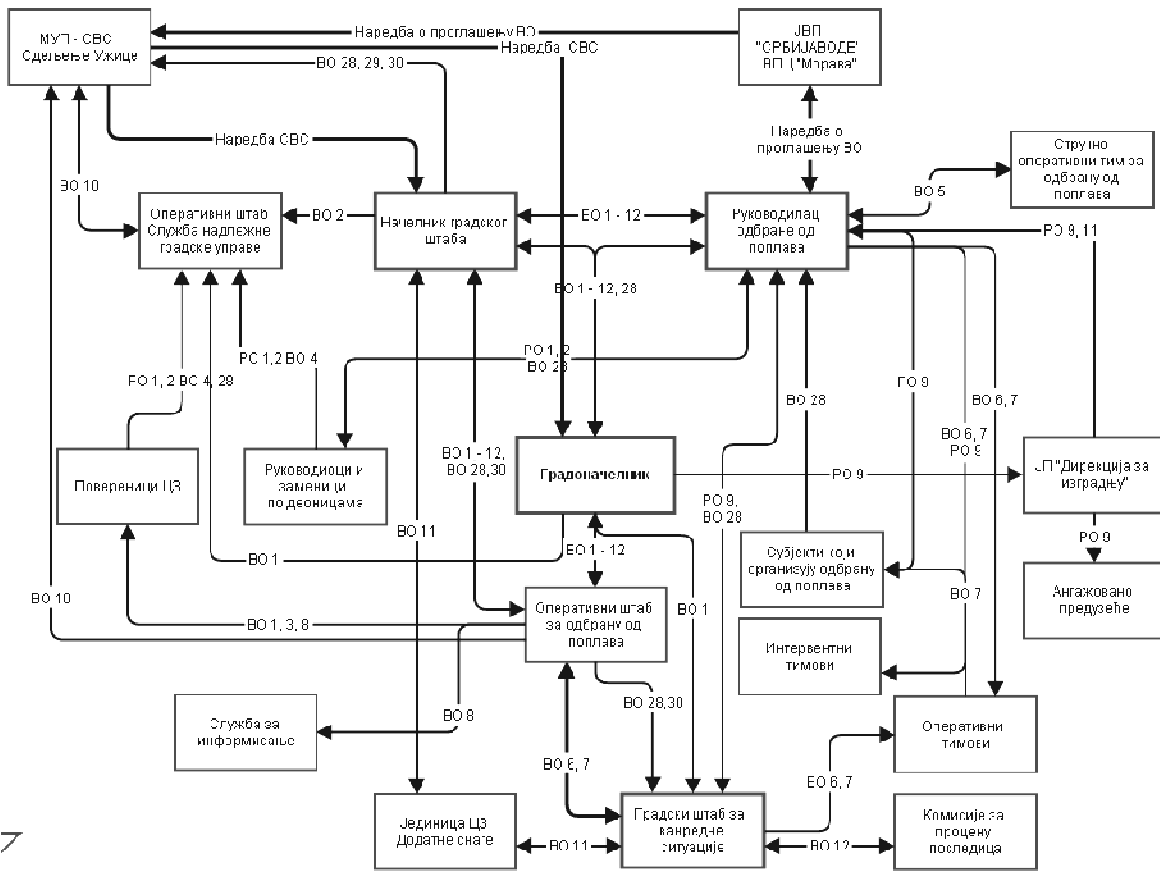 МУП - СВС
Одељење Ужице
Наредба о проглашењу ВО
Наредба СВС
ЈВП
"СРБИЈАВОДЕ"
ВПЦ "Морава"
ВО 28, 29, 30
Наредба СВС
Наредба о
проглашењу ВО
Стручно
оперативни тим за
одбрану од
поплава
ВО 10
ВО 5
Оперативни штаб
Служба надлежне
градске управе
ВО 2
Начелник градског
штаба
ВО 1 - 12
Руководилац
одбране од
поплава
РО 9, 11
ВО 1 - 12, 28
РО 1, 2 ВО 4
РО 1, 2
ВО 28
РО 1, 2 ВО 4, 29
РО 9
ВО 28
ВО 6, 7
ВО 6, 7
РО 9
ВО 1 - 12,
ВО 28,30
Повереници ЦЗ
Руководиоци и
заменици
по деоницама
Градоначелник
РО 9
ЈП "Дирекција за
изградњу"
РО 9,
ВО 28
ВО 11
РО 9
ВО 1
ВО 1 - 12
Субјекти који
организују одбрану
од поплава
Ангажовано
предузеће
ВО 10
ВО 7
ВО 1, 3, 8
Оперативни штаб
за одбрану од
поплава
ВО 1
Интервентни
тимови
Служба за
информисање
ВО 8
ВО 28,30
Оперативни
тимови
ВО 6, 7
ВО 6, 7
Јединица ЦЗ
Додатне снаге
ВО 11
Градски штаб за
ванредне
ситуације
ВО 12
Комисије за
процену
последица
7